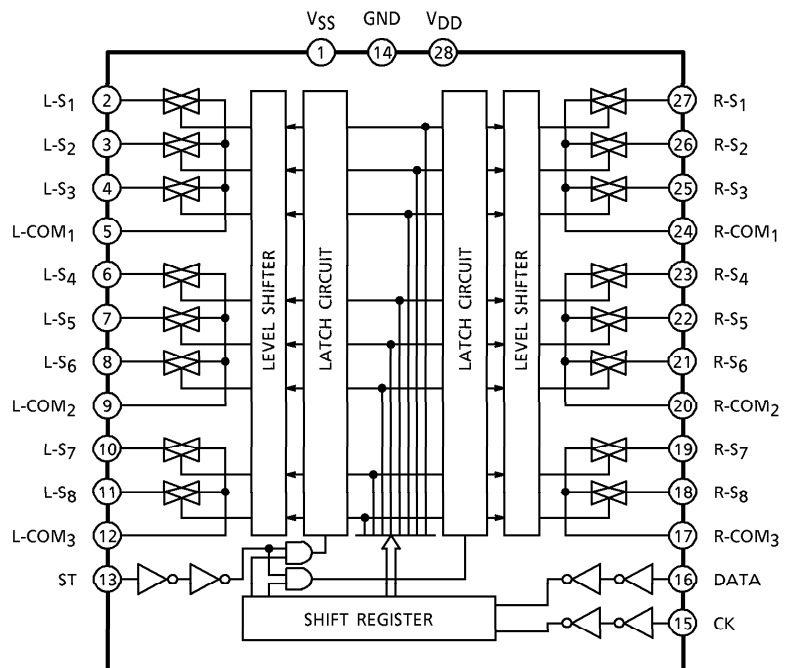 VSS GND VDD
1 14 28
L-S1 2
L-S2 3
L-S3 4
L-COM1 5
L-S4 6
L-S5 7
L-S6 8
L-COM2 9
L-S7 10
L-S8 11
L-COM3 12
ST 13
LEVEL SHIFTER
LATCH CIRCUIT
LATCH CIRCUIT
LEVEL SHIFTER
27 R-S1
26 R-S2
25 R-S3
24 R-COM1
23 R-S4
22 R-S5
21 R-S6
20 R-COM2
19 R-S7
18 R-S8
17 R-COM3
16 DATA
15 CK
SHIFT REGISTER